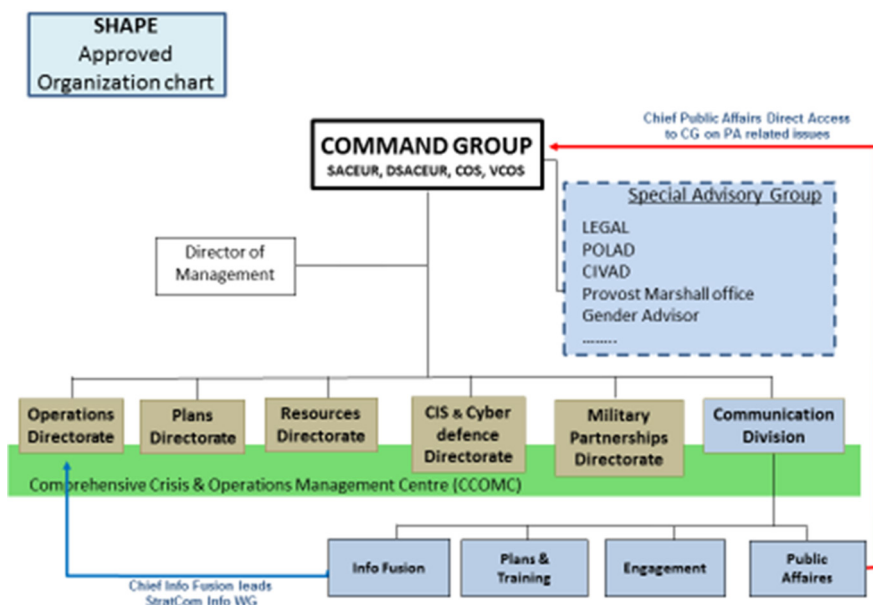 SHAPE
Approved
Organization chart
Chief Public Affairs Direct Access
to CG on PA related issues
COMMAND GROUP
SACEUR, DSACEUR, COS, VCOS
Special Advisory Group
LEGAL
POLAD
CIVAD
Provost Marshall office
Gender Advisor
........
Director of
Management
Operations
Directorate
Plans
Directorate
Resources
Directorate
CIS & Cyber
defence
Directorate
Military
Partnerships
Directorate
Communication
Division
Comprehensive Crisis & Operations Management Centre (CCOMC)
Info Fusion
Plans &
Training
Engagement
Public
Affaires
Chief Info Fusion leads
StratCom Info WG